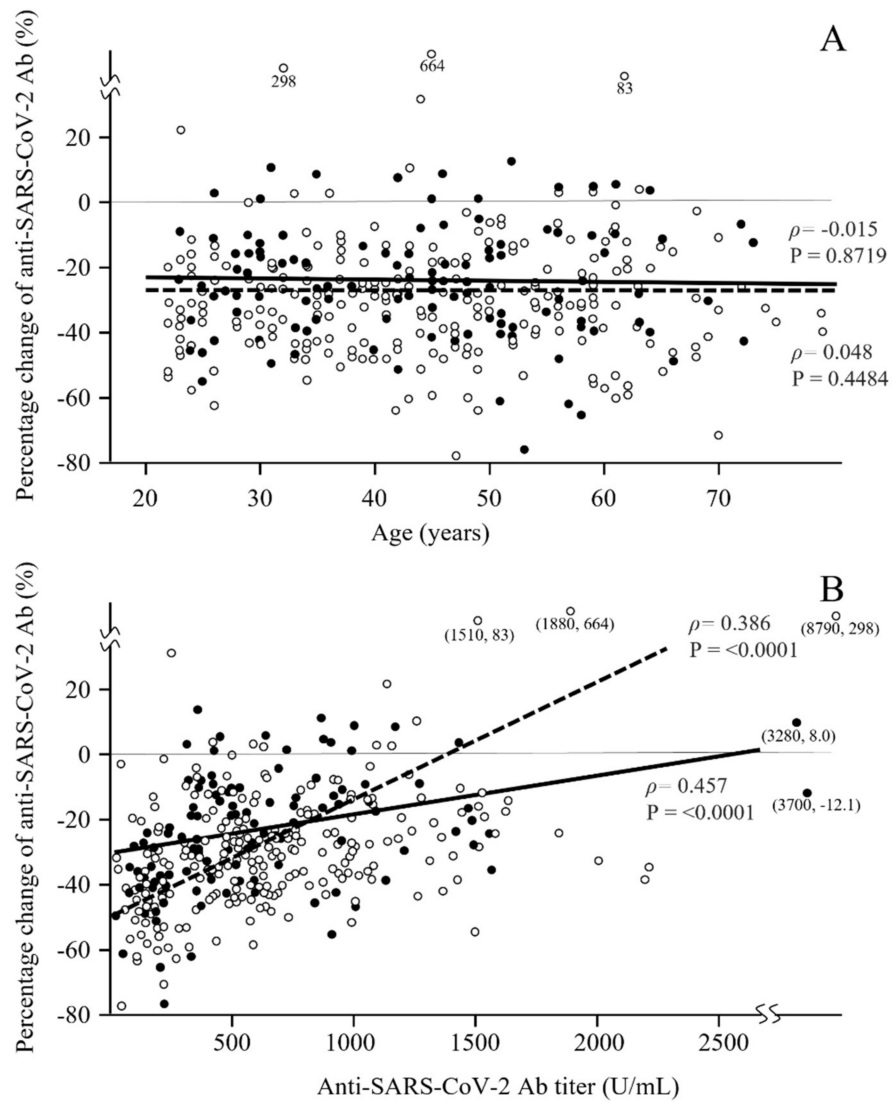 A
Percentage change of anti-SARS-CoV-2 Ab (%)
298
664
83
20
0
-20
-40
-60
-80
ρ= -0.015
P = 0.8719
ρ= 0.048
P = 0.4484
20 30 40 50 60 70
Age (years)
B
Percentage change of anti-SARS-CoV-2 Ab (%)
(1510, 83)
(1880, 664)
(8790, 298)
ρ= 0.386
P = <0.0001
20
0
-20
-40
-60
-80
(3280, 8.0)
ρ= 0.457
P = <0.0001
(3700, -12.1)
500 1000 1500 2000 2500
Anti-SARS-CoV-2 Ab titer (U/mL)